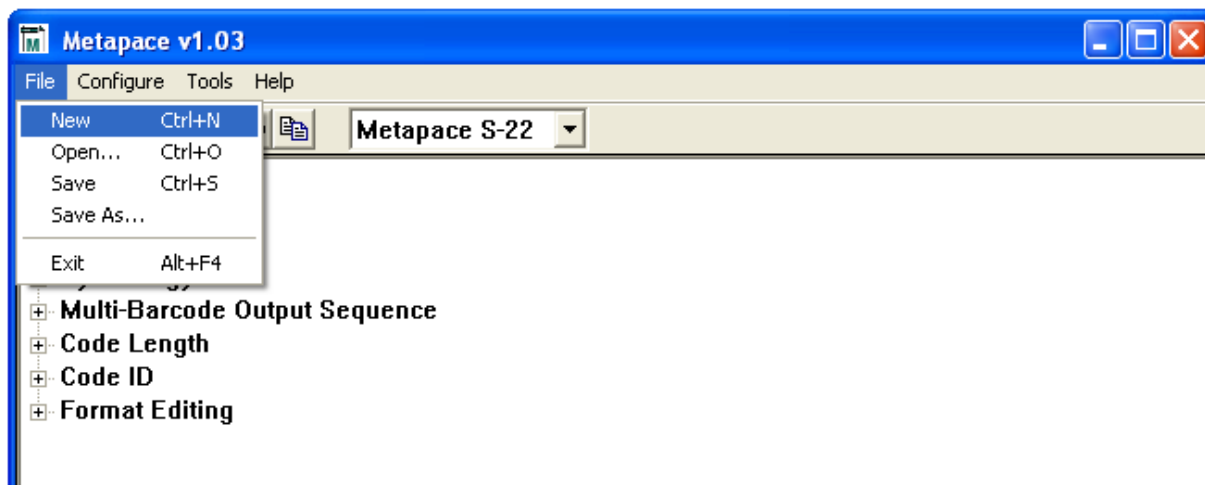 Metapace v1.03
File Configure Tools Help
New Ctrl+N
Metapace S-22
Open... Ctrl+O
Save Ctrl+S
Save As...
Exit Alt+F4
Multi-Barcode Output Sequence
Code Length
Code ID
Format Editing